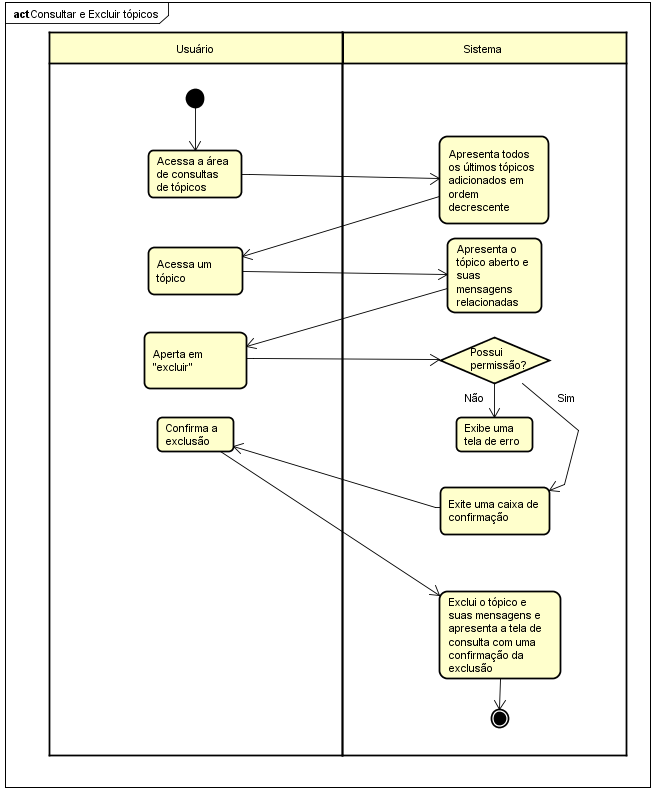 act Consultar e Excluir tópicos
Usuário
Sistema
Acessa a área
de consultas
de tópicos
Apresenta todos
os últimos tópicos
adicionados em
ordem
decrescente
Acessa um
tópico
Apresenta o
tópico aberto e
suas
mensagens
relacionadas
Aperta em
"excluir"
Possui
permissão?
Não
Sim
Exibe uma
tela de erro
Confirma a
exclusão
Exite uma caixa de
confirmação
Exclui o tópico e
suas mensagens e
apresenta a tela de
consulta com uma
confirmação da
exclusão